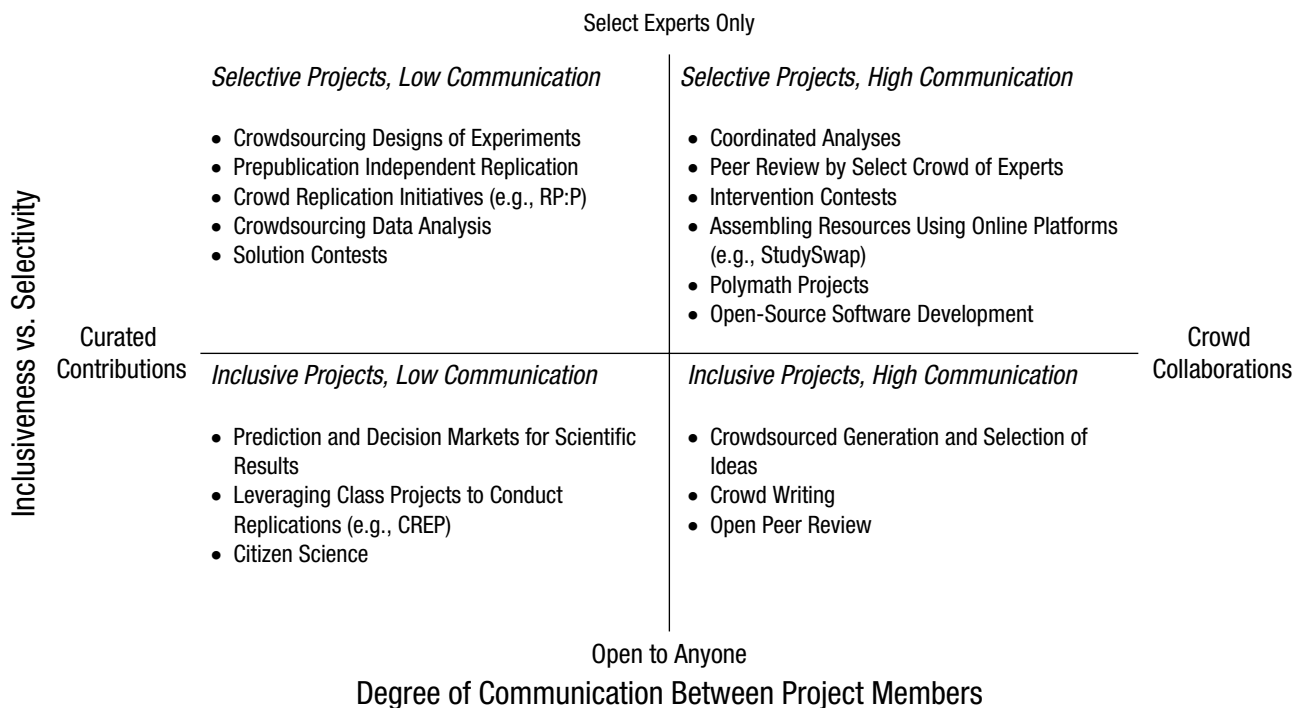 Select Experts Only
Inclusiveness vs. Selectivity
Curated
Contributions
Selective Projects, Low Communication
• Crowdsourcing Designs of Experiments
• Prepublication Independent Replication
• Crowd Replication Initiatives (e.g., RP:P)
• Crowdsourcing Data Analysis
• Solution Contests
Selective Projects, High Communication
• Coordinated Analyses
• Peer Review by Select Crowd of Experts
• Intervention Contests
• Assembling Resources Using Online Platforms
(e.g., StudySwap)
• Polymath Projects
• Open-Source Software Development
Crowd
Collaborations
Inclusive Projects, Low Communication
• Prediction and Decision Markets for Scientific
Results
• Leveraging Class Projects to Conduct
Replications (e.g., CREP)
• Citizen Science
Inclusive Projects, High Communication
• Crowdsourced Generation and Selection of
Ideas
• Crowd Writing
• Open Peer Review
Open to Anyone
Degree of Communication Between Project Members